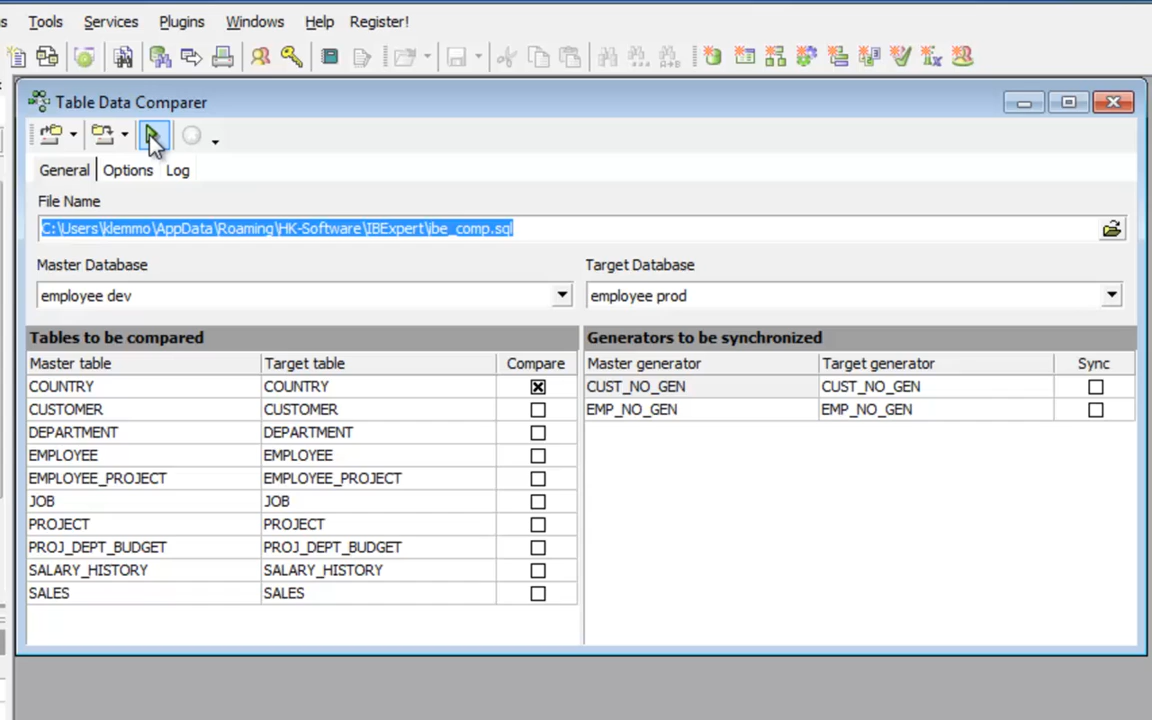 Tools Services Plugins Windows Help Register!
Table Data Comparer
General Options Log
File Name
C:\Users\klemmo\AppData\Roaming\HK-Software\IBExpert\ibe_comp.sql
Master Database Target Database
employee dev employee prod
Tables to be compared Generators to be synchronized
Master table Target table Compare Master generator Target generator Sync
COUNTRY COUNTRY CUST_NO_GEN CUST_NO_GEN
CUSTOMER CUSTOMER EMP_NO_GEN EMP_NO_GEN
DEPARTMENT DEPARTMENT
EMPLOYEE EMPLOYEE
EMPLOYEE_PROJECT EMPLOYEE_PROJECT
JOB JOB
PROJECT PROJECT
PROJ_DEPT_BUDGET PROJ_DEPT_BUDGET
SALARY_HISTORY SALARY_HISTORY
SALES SALES